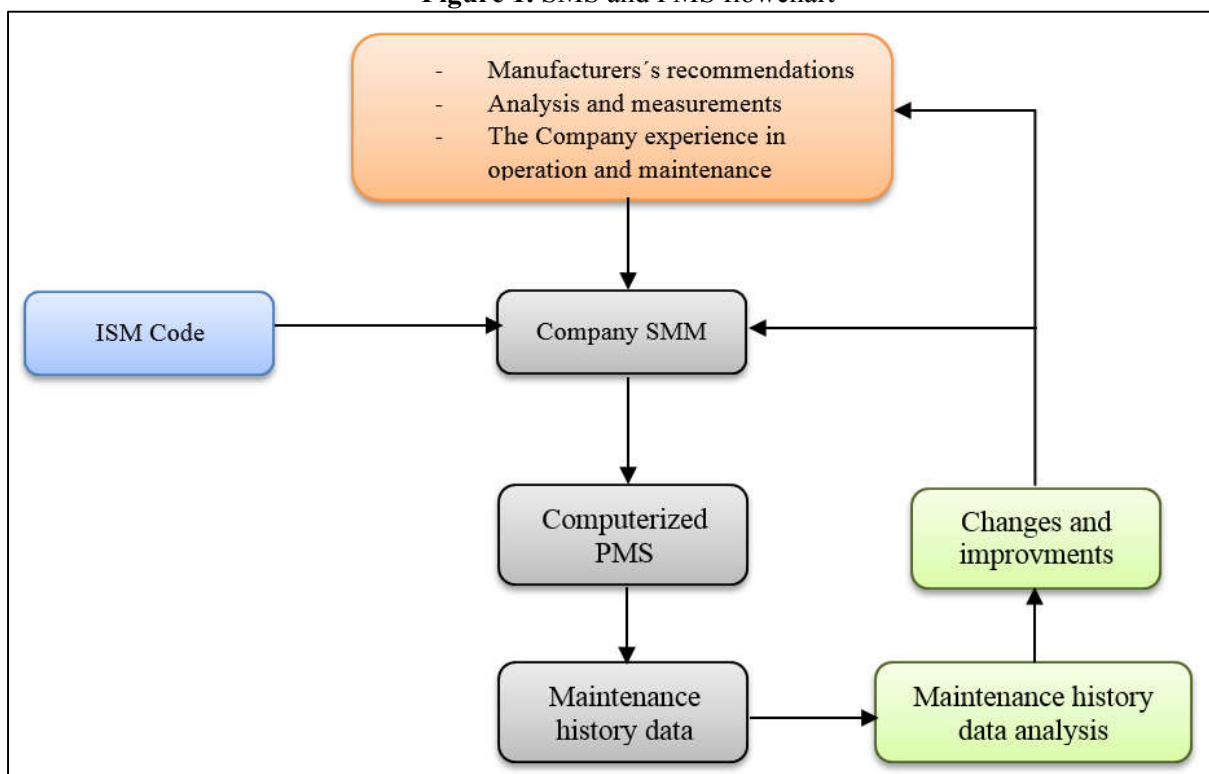 Figure 1. SMS and PMS flowchart
- Manufacturers´s recommendations
- Analysis and measurements
- The Company experience in
operation and maintenance
ISM Code
Company SMM
Computerized
PMS
Changes and
improvments
Maintenance
history data
Maintenance history
data analysis